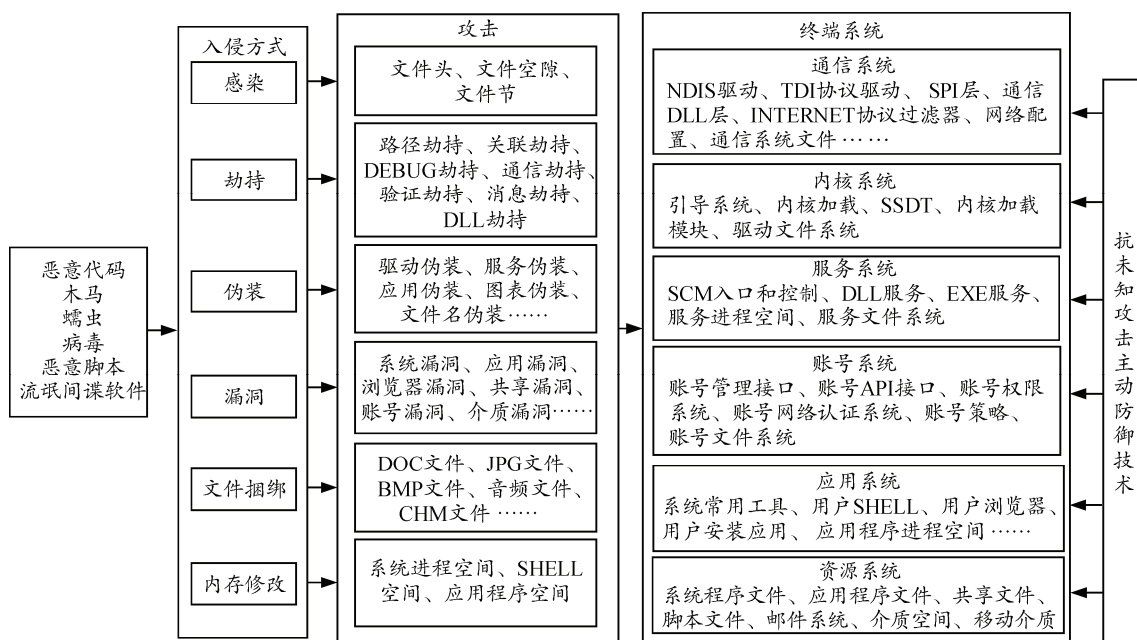 恶意代码
木马
蠕虫
病毒
恶意脚本
流氓间谍软件
入侵方式
感染
劫持
伪装
漏洞
文件捆绑
内存修改
攻击
文件头、文件空隙、
文件节
路径劫持、关联劫持、
DEBUG劫持、通信劫持、
验证劫持、消息劫持、
DLL劫持
驱动伪装、服务伪装、
应用伪装、图表伪装、
文件名伪装……
系统漏洞、应用漏洞、
浏览器漏洞、共享漏洞、
账号漏洞、介质漏洞……
DOC文件、JPG文件、
BMP文件、音频文件、
CHM文件……
系统进程空间、SHELL
空间、应用程序空间
终端系统
通信系统
NDIS驱动、TDI协议驱动、SPI层、通信
DLL层、INTERNET协议过滤器、网络配
置、通信系统文件……
内核系统
引导系统、内核加载、SSDT、内核加载
模块、驱动文件系统
服务系统
SCM入口和控制、DLL服务、EXE服务、
服务进程空间、服务文件系统
账号系统
账号管理接口、账号API接口、账号权限
系统、账号网络认证系统、账号策略、
账号文件系统
应用系统
系统常用工具、用户SHELL、用户浏览器、
用户安装应用、应用程序进程空间……
资源系统
系统程序文件、应用程序文件、共享文件、
脚本文件、邮件系统、介质空间、移动介质
抗未知攻击主动防御技术